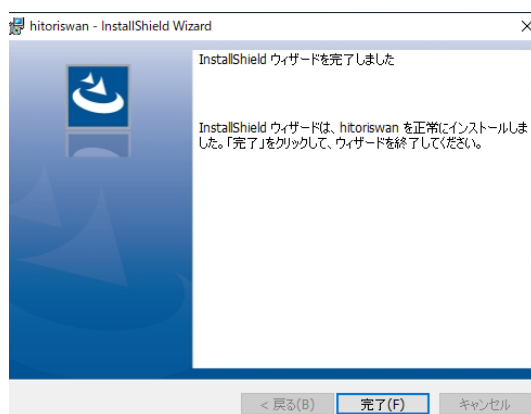 hitoriswan - InstallShield Wizard
InstallShield ウィザードを完了しました
InstallShield ウィザードは、hitoriswan を正常にインストールしま
した。「完了」をクリックして、ウィザードを終了してください。
< 戻る(B)
完了(F)
キャンセル